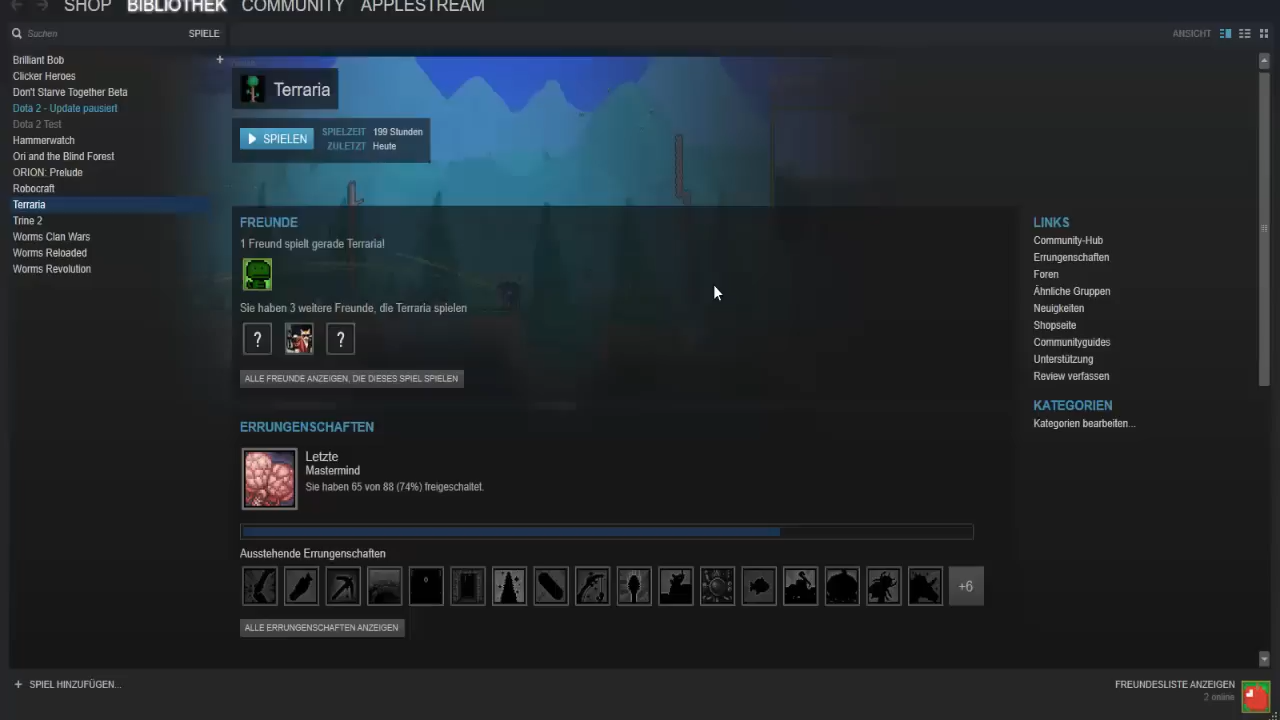 SHOP BIBLIOTHEK COMMUNITY APPLESTREAM
Suchen
SPIELE
ANSICHT
Brilliant Bob
Clicker Heroes
Don't Starve Together Beta
Dota 2 - Update pausiert
Dota 2 Test
Hammerwatch
Ori and the Blind Forest
ORION: Prelude
Robocraft
Terraria
Trine 2
Worms Clan Wars
Worms Reloaded
Worms Revolution
Terraria
SPIELEN
SPIELZEIT 199 Stunden
ZULETZT Heute
FREUNDE
1 Freund spielt gerade Terraria!
Sie haben 3 weitere Freunde, die Terraria spielen
? ?
ALLE FREUNDE ANZEIGEN, DIE DIESES SPIEL SPIELEN
ERRUNGENSCHAFTEN
Letzte
Mastermind
Sie haben 65 von 88 (74%) freigeschaltet.
Ausstehende Errungenschaften
+6
ALLE ERRUNGENSCHAFTEN ANZEIGEN
LINKS
Community-Hub
Errungenschaften
Foren
Ähnliche Gruppen
Neuigkeiten
Shopseite
Communityguides
Unterstützung
Review verfassen
KATEGORIEN
Kategorien bearbeiten...
+ SPIEL HINZUFÜGEN...
FREUNDESLISTE ANZEIGEN
2 online